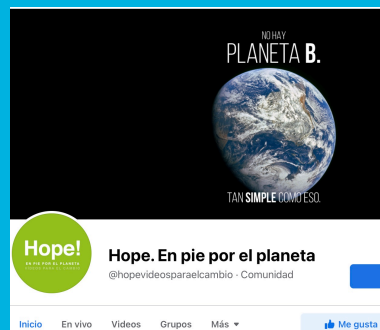 NO HAY
PLANETA B.
TAN SIMPLE COMO ESO.
Hope!
EN PIE POR EL PLANETA
Hope. En pie por el planeta
@hopevideosparaelcambio · Comunidad
Inicio En vivo Videos Grupos Más ▼ Me gusta